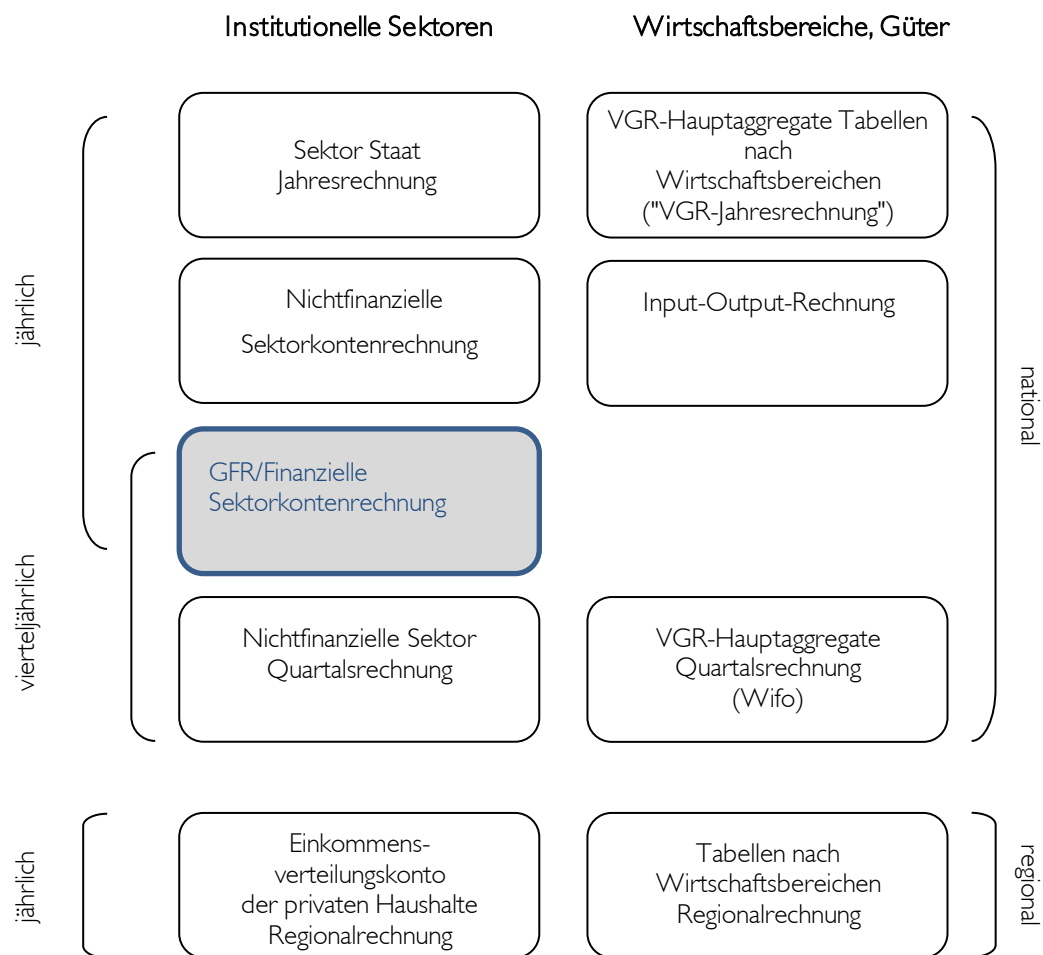 Institutionelle Sektoren
Wirtschaftsbereiche, Güter
jährlich
Sektor Staat
Jahresrechnung
VGR-Hauptaggregate Tabellen
nach
Wirtschaftsbereichen
("VGR-Jahresrechnung")
Nichtfinanzielle
Sektorkontenrechnung
Input-Output-Rechnung
national
GFR/Finanzielle
Sektorkontenrechnung
vierteljährlich
Nichtfinanzielle Sektor
Quartalsrechnung
VGR-Hauptaggregate
Quartalsrechnung
(Wifo)
jährlich
Einkommens-
verteilungskonto
der privaten Haushalte
Regionalrechnung
Tabellen nach
Wirtschaftsbereichen
Regionalrechnung
regional